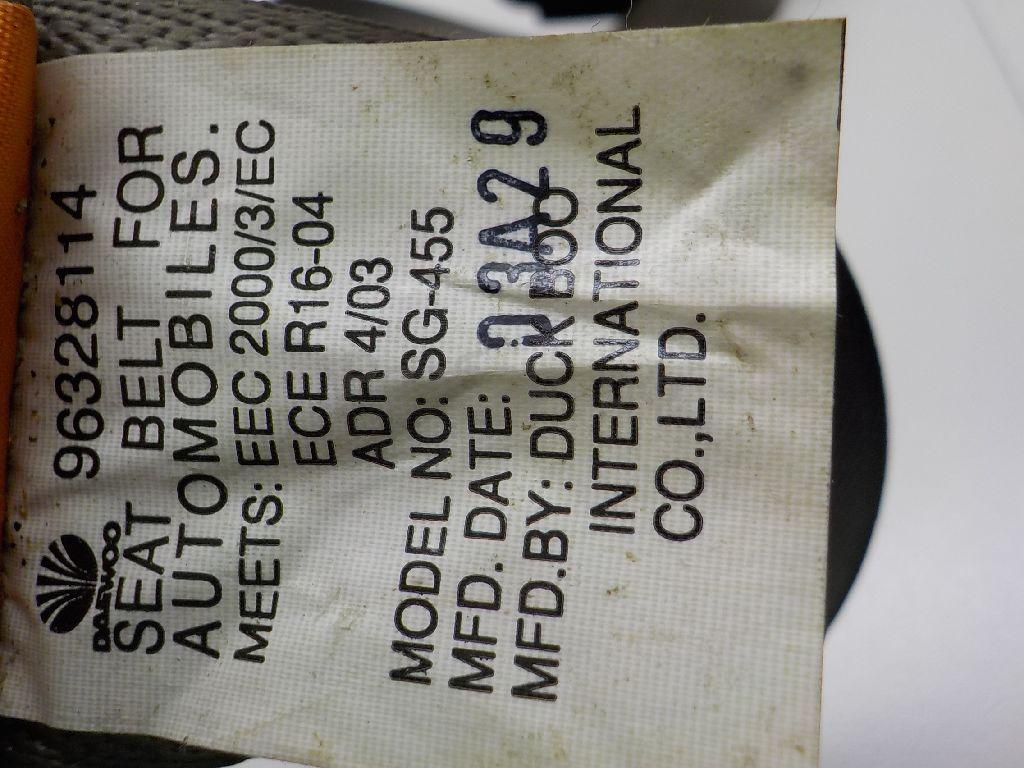 DAEWOO 96328114
SEAT BELT FOR
AUTOMOBILES.
MEETS: EEC 2000/3/EC
ECE R16-04
ADR 4/03
MODEL NO: SG-455
MFD. DATE: 03A29
MFD.BY: DUCK BOO
INTERNATIONAL
CO.,LTD.